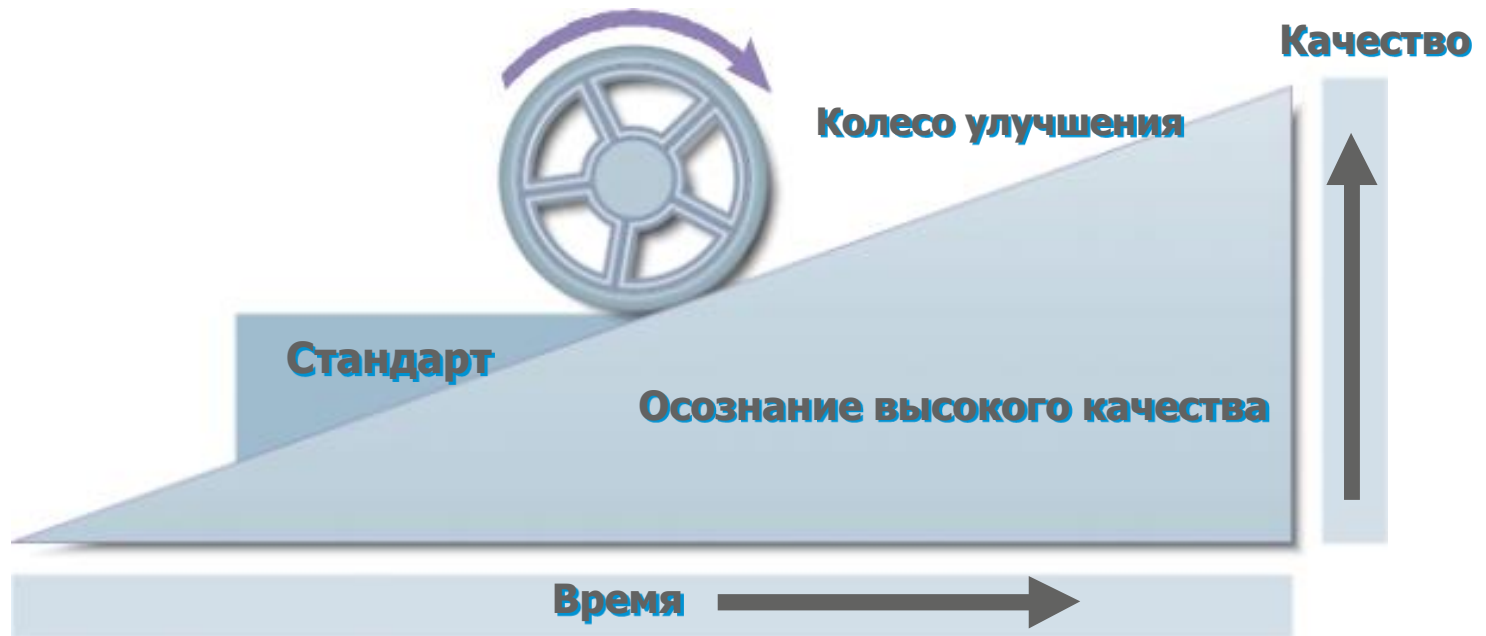 Качество
Колесо улучшения
Стандарт
Осознание высокого качества
Время